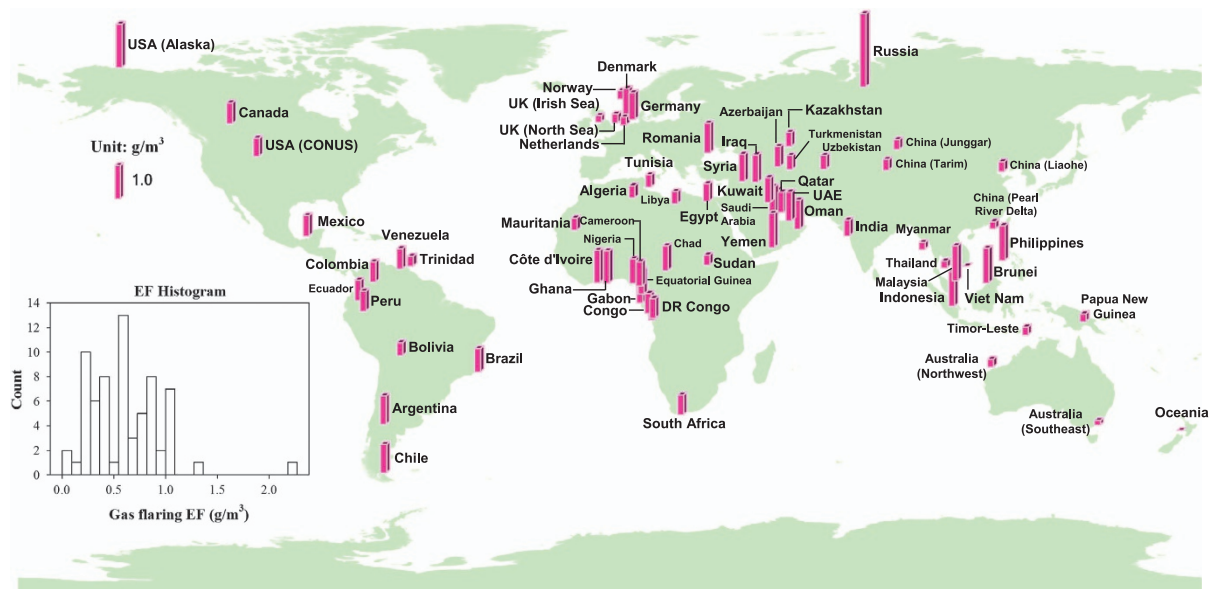 USA (Alaska)
Russia
Denmark
Norway
UK (Irish Sea)
Germany
Canada
Azerbaijan
Kazakhstan
UK (North Sea)
Netherlands
Romania
Iraq
Turkmenistan
Uzbekistan
China (Junggar)
USA (CONUS)
Unit: g/m³
1.0
Tunisia
Syria
China (Tarim)
China (Liaohe)
Algeria
Libya
Egypt
Kuwait
Qatar
UAE
Saudi
Arabia
Oman
Mexico
Mauritania
Cameroon
India
China (Pearl
River Delta)
Myanmar
Philippines
Venezuela
Trinidad
Nigeria
Chad
Yemen
Colombia
Côte d'Ivoire
Sudan
Thailand
Brunei
Ecuador
Ghana
Equatorial Guinea
Malaysia
Indonesia
Viet Nam
Peru
Gabon
Congo
DR Congo
Papua New
Guinea
Timor-Leste
Bolivia
Brazil
Australia
(Northwest)
Argentina
South Africa
Australia
(Southeast)
Oceania
Chile
EF Histogram
14
12
10
8
6
4
2
0
Count
0.0 0.5 1.0 1.5 2.0
Gas flaring EF (g/m³)